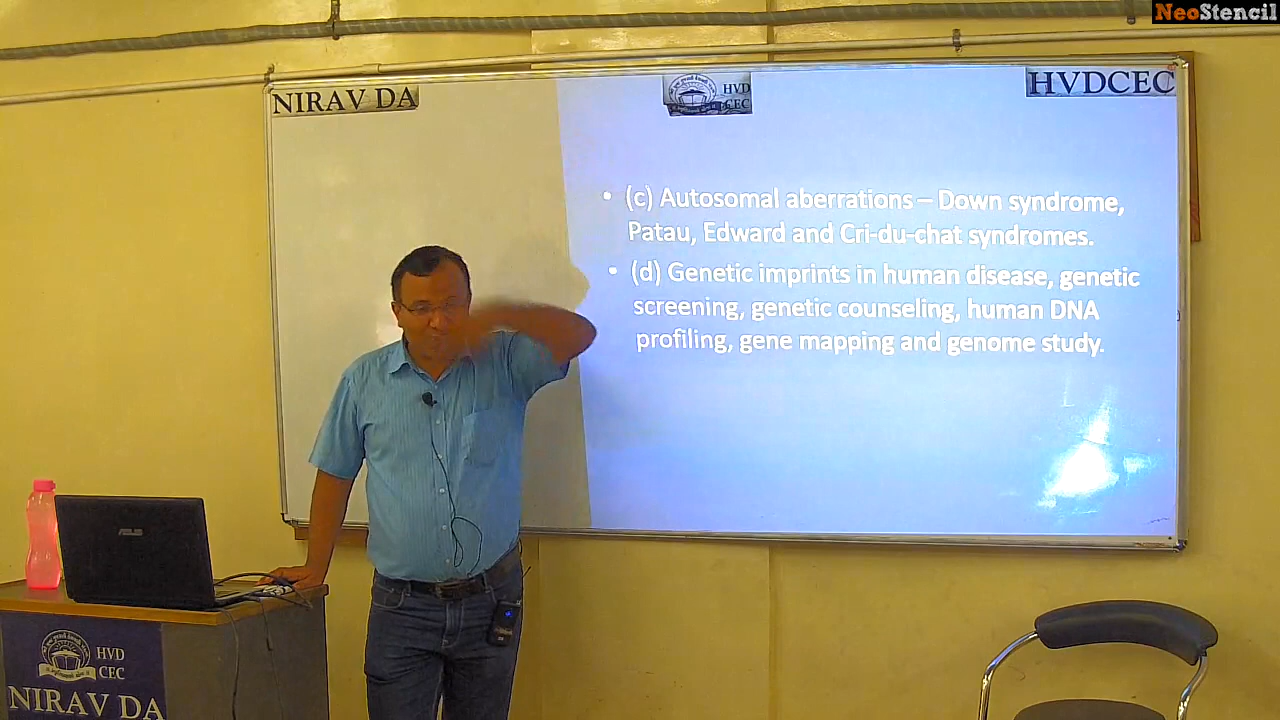 NeoStencil
NIRAV DA
HVD
CEC
HVDCEC
• (c) Autosomal aberrations – Down syndrome,
Patau, Edward and Cri-du-chat syndromes.
• (d) Genetic imprints in human disease, genetic
screening, genetic counseling, human DNA
profiling, gene mapping and genome study.
ASUS
HVD
CEC
NIRAV DA